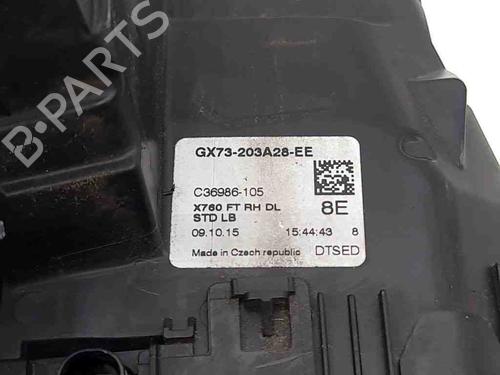 B-PARTS
GX73-203A28-EE
C36986-105
X760 FT RH DL 8E
STD LB
09.10.15 15:44:43 8
Made in Czech republic DTSED